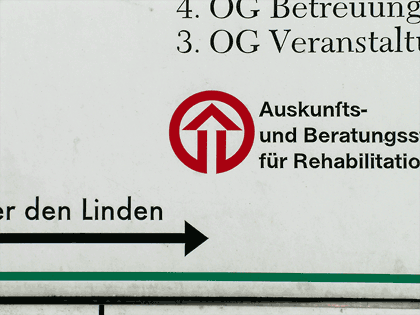 4. OG Betreuung
3. OG Veranstaltu
Auskunfts-
und Beratungss
für Rehabilitatio
er den Linden